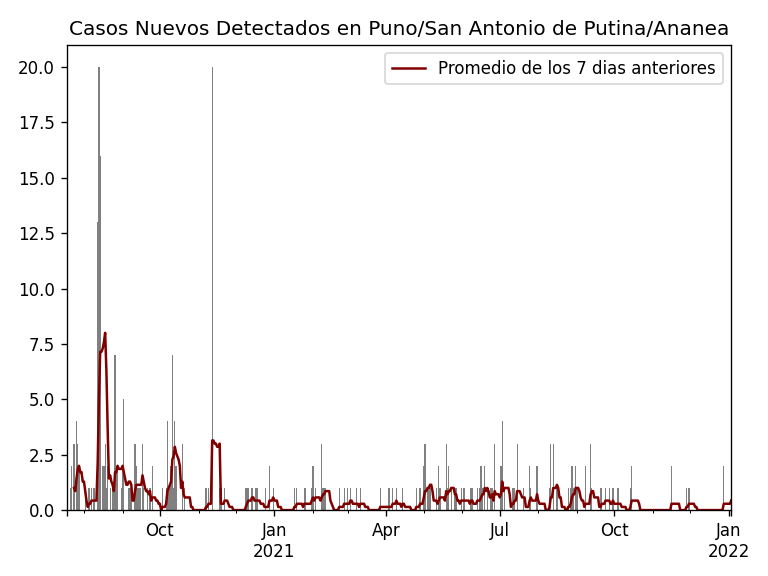 Casos Nuevos Detectados en Puno/San Antonio de Putina/Ananea
Promedio de los 7 dias anteriores
20.0
17.5
15.0
12.5
10.0
7.5
5.0
2.5
0.0
Oct
Jan
2021
Apr
Jul
Oct
Jan
2022